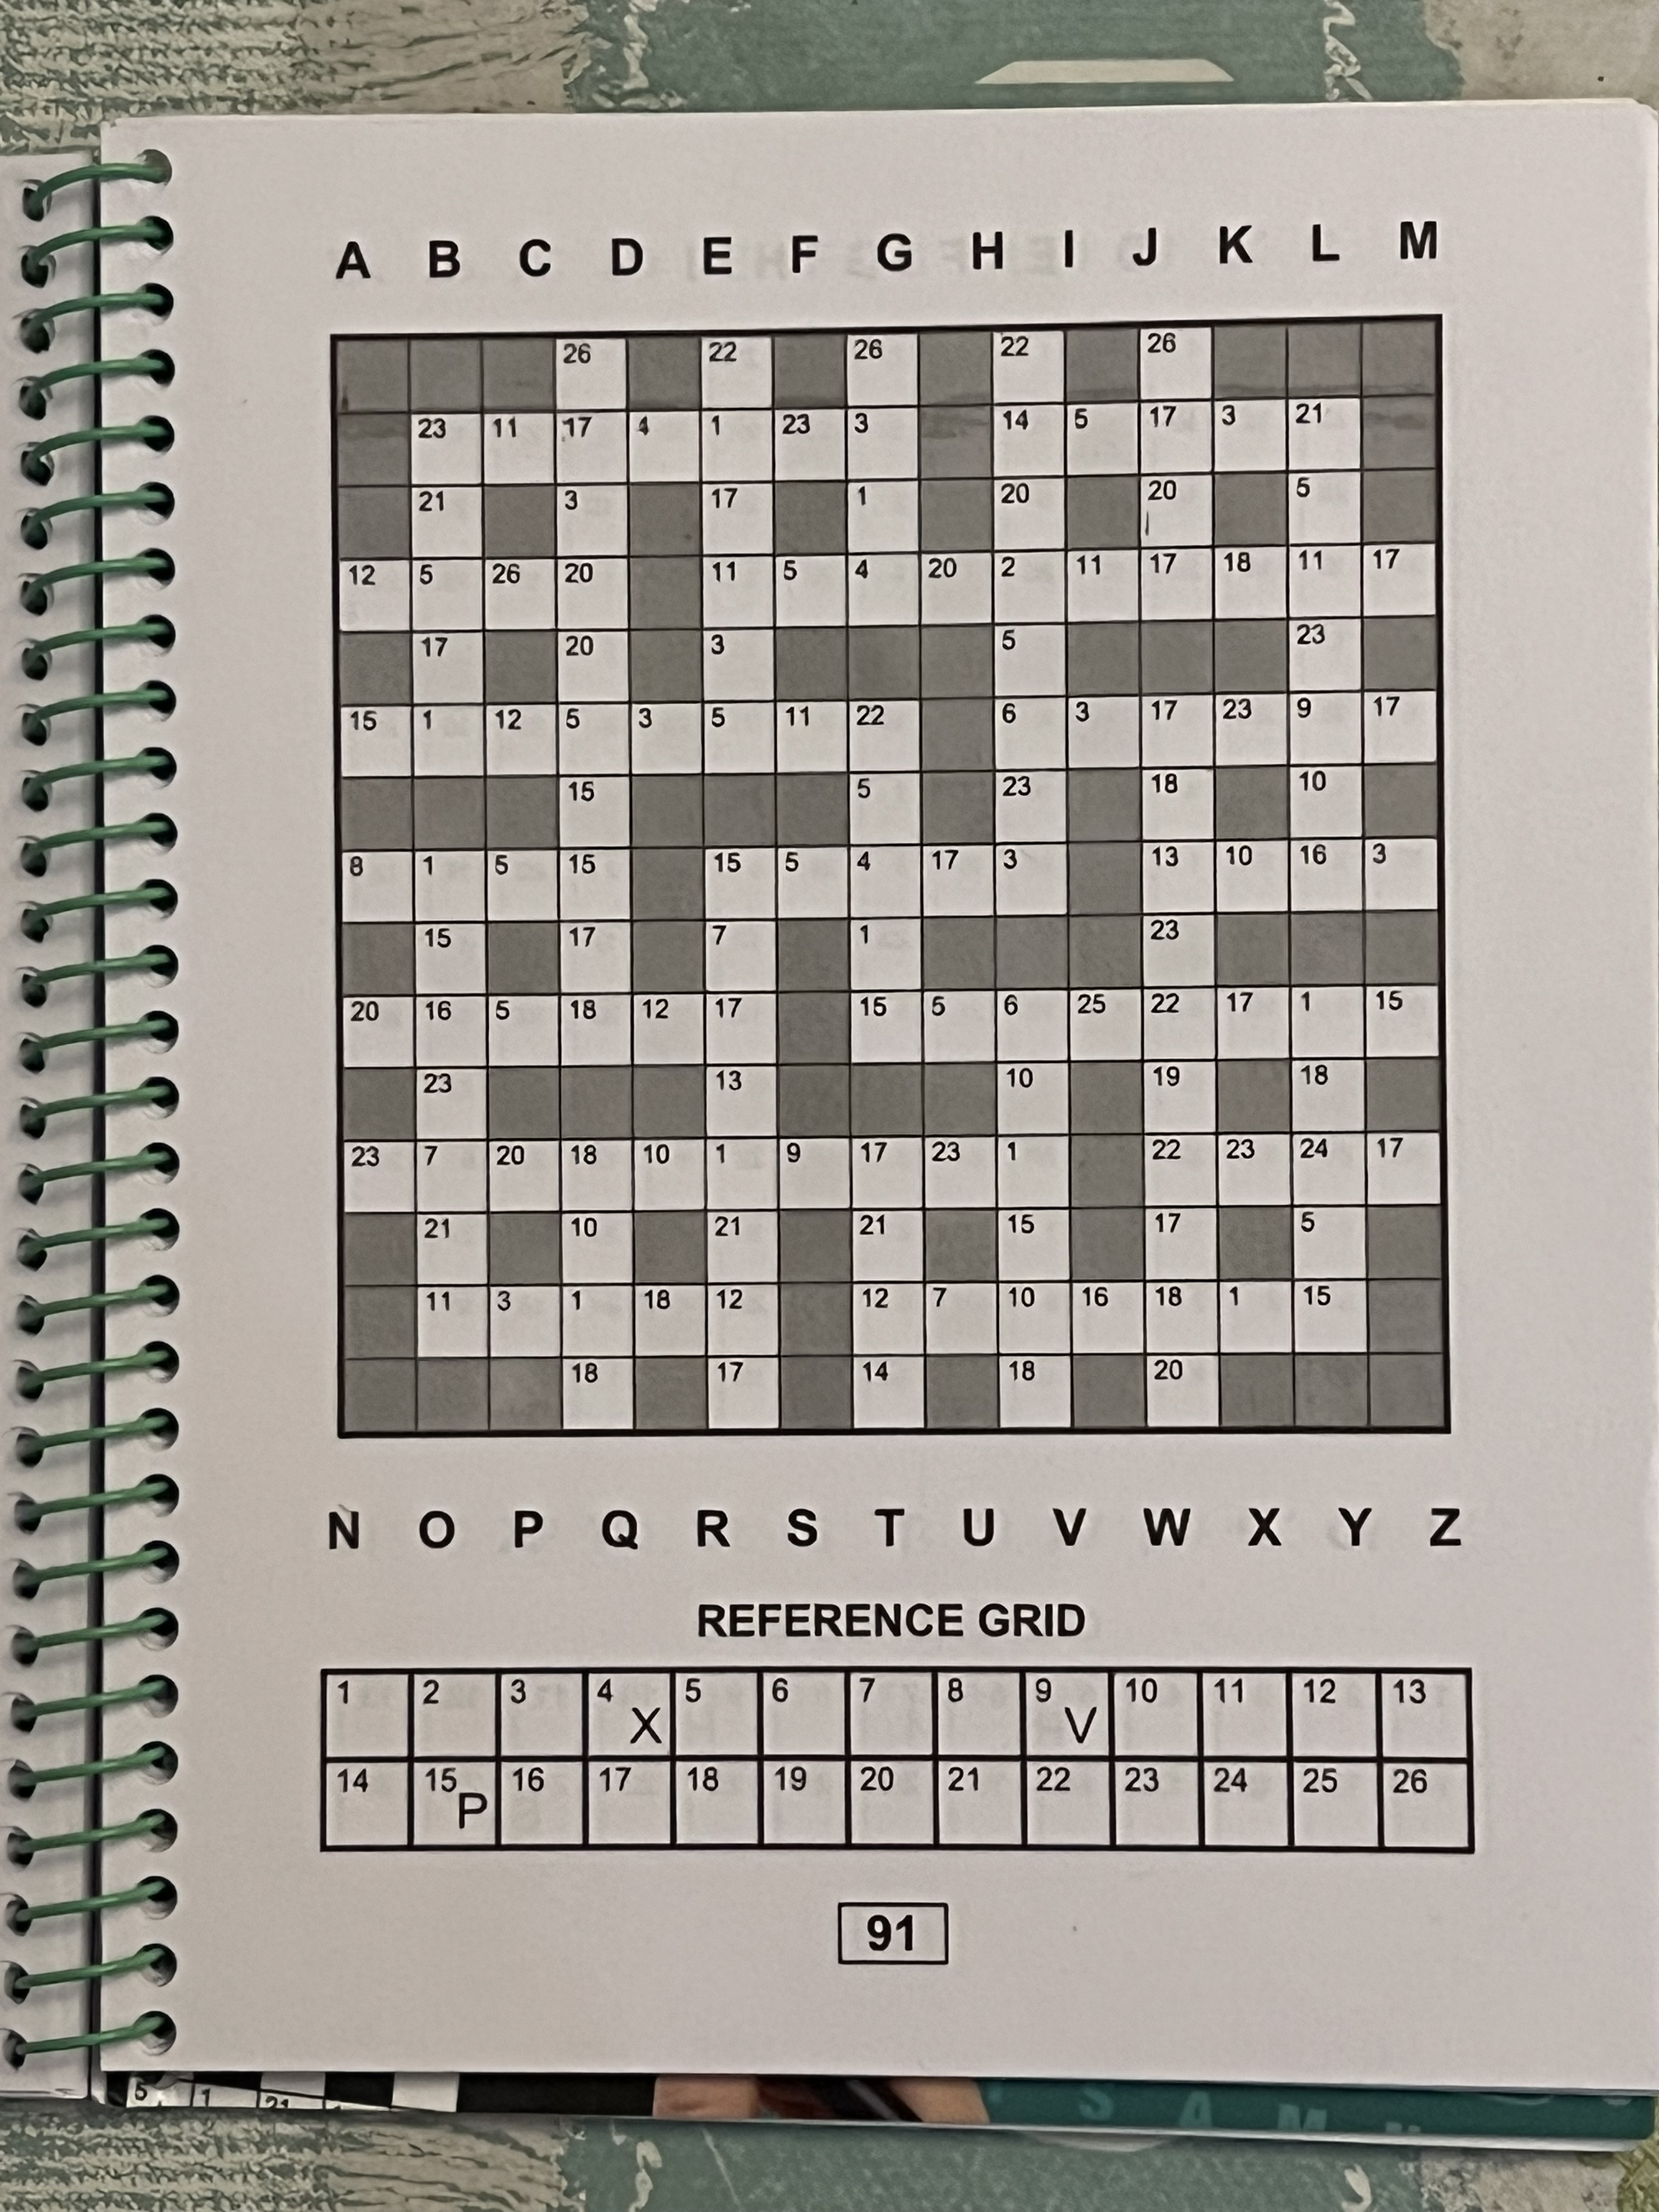 A B C D E F G H I J K L M
26 22 26 22 26
23 11 17 4 1 23 3 14 5 17 3 21
21 3 17 1 20 20 5
12 5 26 20 11 5 4 20 2 11 17 18 11 17
17 20 3 5 23
15 1 12 5 3 5 11 22 6 3 17 23 9 17
15 5 23 18 10
8 1 5 15 15 5 4 17 3 13 10 16 3
15 17 7 1 23
20 16 5 18 12 17 15 5 6 25 22 17 1 15
23 13 10 19 18
23 7 20 18 10 1 9 17 23 1 22 23 24 17
21 10 21 21 15 17 5
11 3 1 18 12 12 7 10 16 18 1 15
18 17 14 18 20
N O P Q R S T U V W X Y Z
REFERENCE GRID
1 2 3 4 X 5 6 7 8 9 V 10 11 12 13
14 15 P 16 17 18 19 20 21 22 23 24 25 26
91
5 1 21